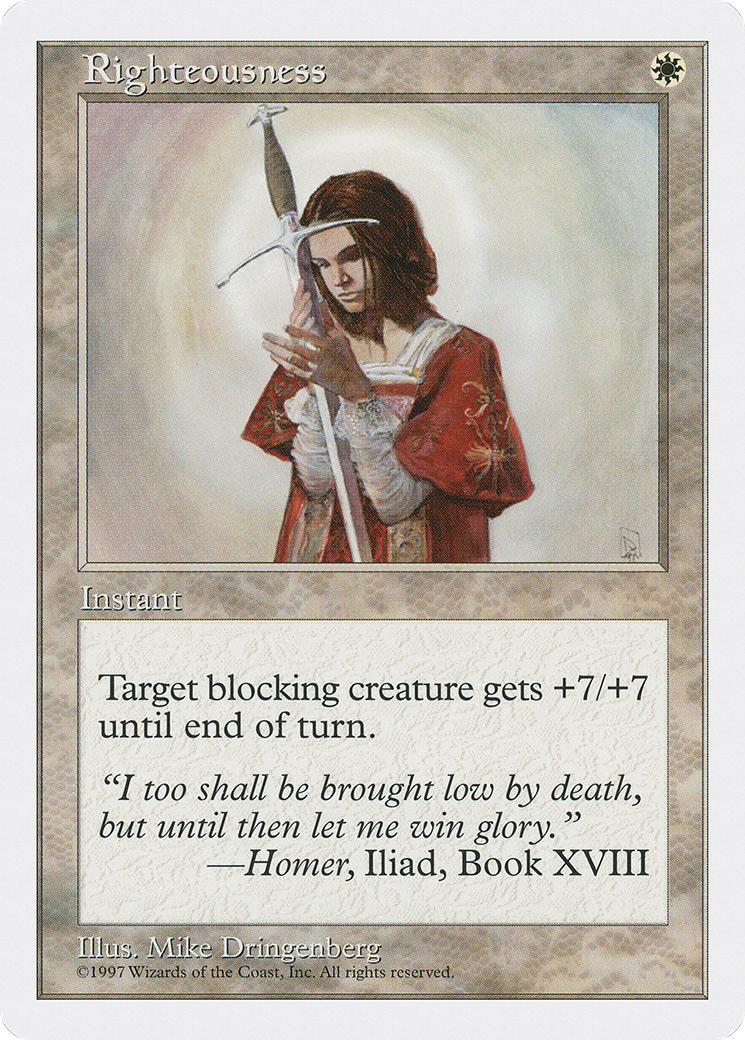 Righteousness
Instant
Target blocking creature gets +7/+7
until end of turn.
“I too shall be brought low by death,
but until then let me win glory.”
—Homer, Iliad, Book XVIII
Illus. Mike Dringenberg
©1997 Wizards of the Coast, Inc. All rights reserved.